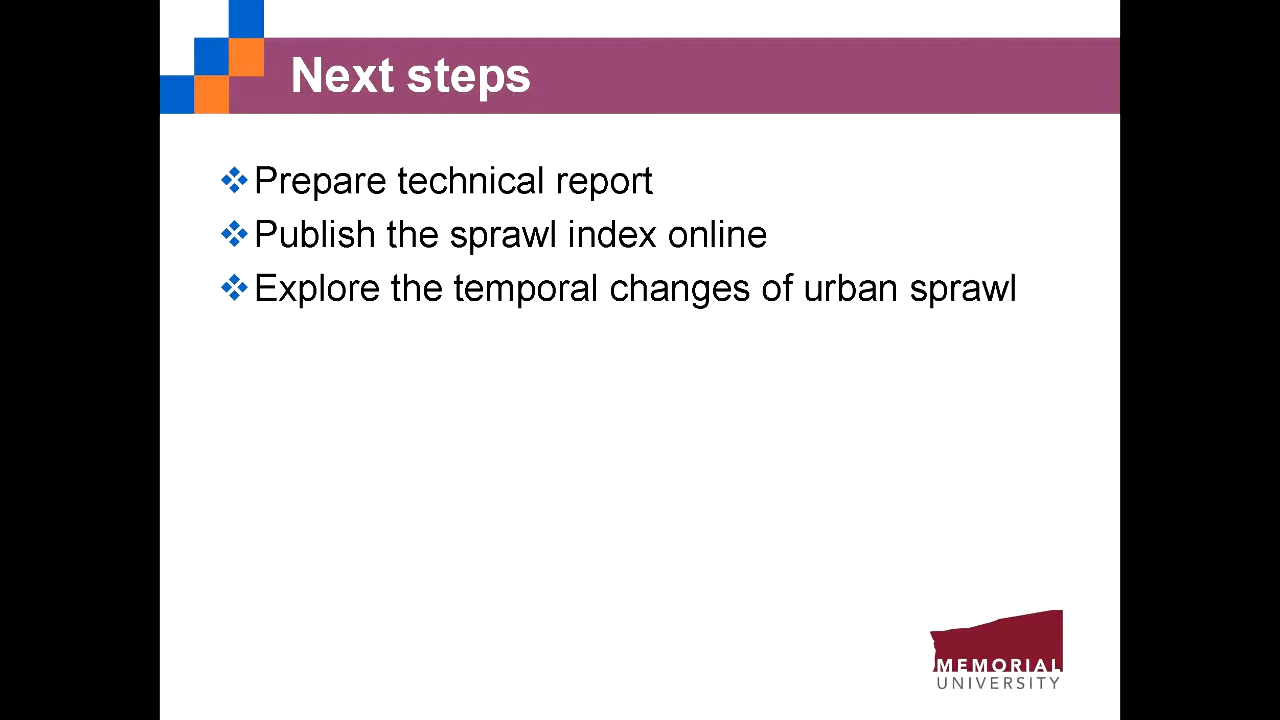 Next steps
Prepare technical report
Publish the sprawl index online
Explore the temporal changes of urban sprawl
MEMORIAL
UNIVERSITY